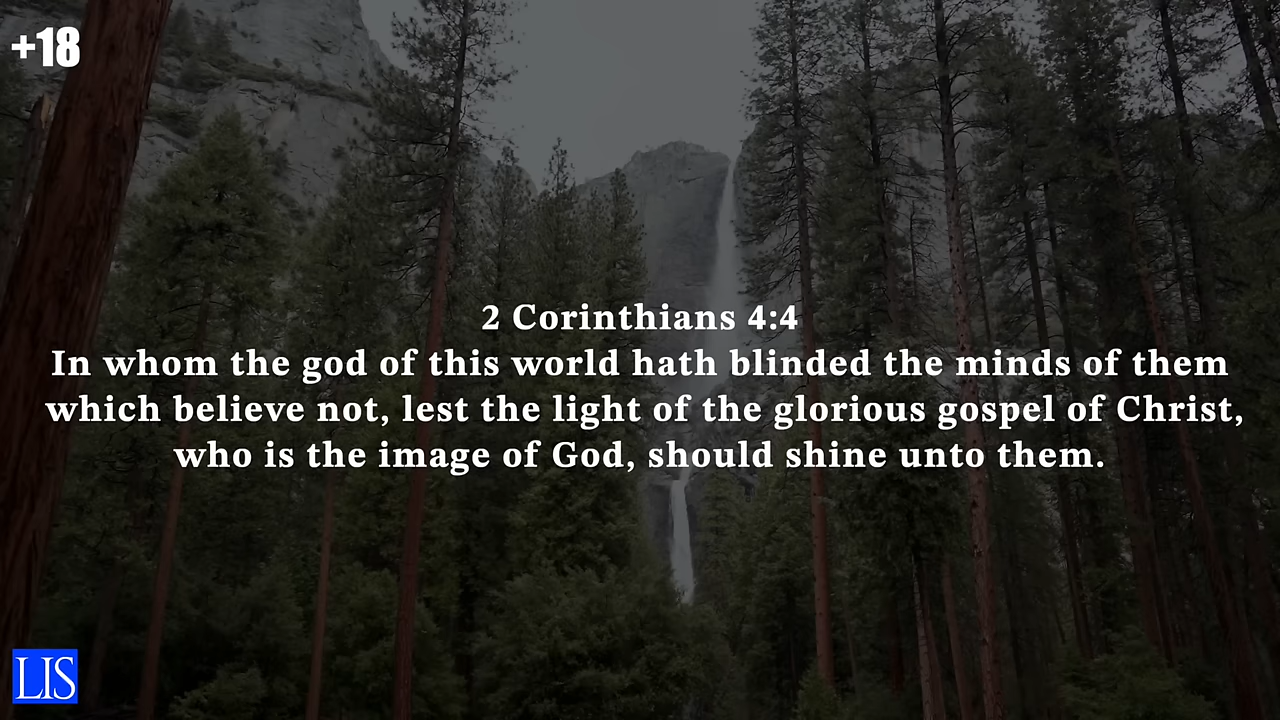 +18
2 Corinthians 4:4
In whom the god of this world hath blinded the minds of them
which believe not, lest the light of the glorious gospel of Christ,
who is the image of God, should shine unto them.
LIS